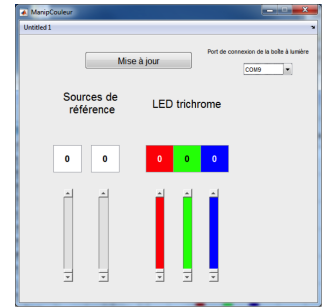 ManipCouleur
Untitled 1
Port de connexion de la boîte à lumière
Mise à jour
COM9
Sources de
référence
LED trichrome
0 0 0 0 0